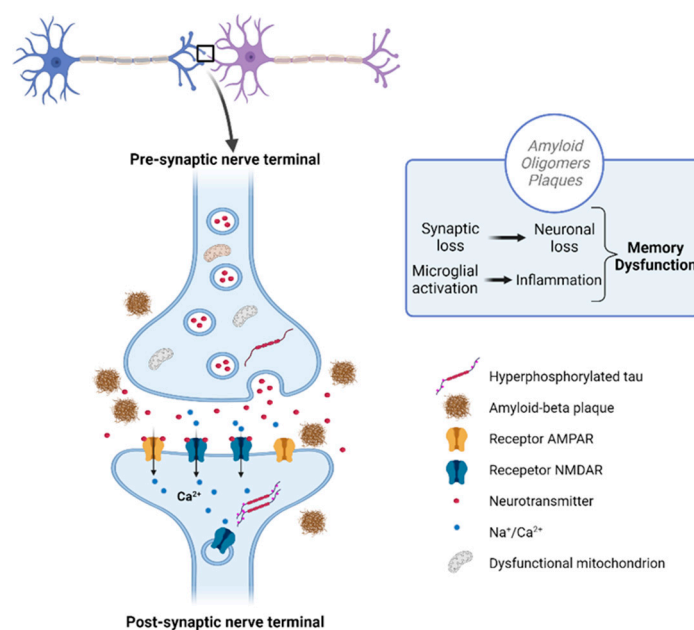 Pre-synaptic nerve terminal
Amyloid
Oligomers
Plaques
Synaptic
loss
Neuronal
loss
Microglial
activation
Inflammation
Memory
Dysfunction
Hyperphosphorylated tau
Amyloid-beta plaque
Receptor AMPAR
Recepetor NMDAR
Neurotransmitter
Na⁺/Ca²⁺
Dysfunctional mitochondrion
Ca²⁺
Post-synaptic nerve terminal